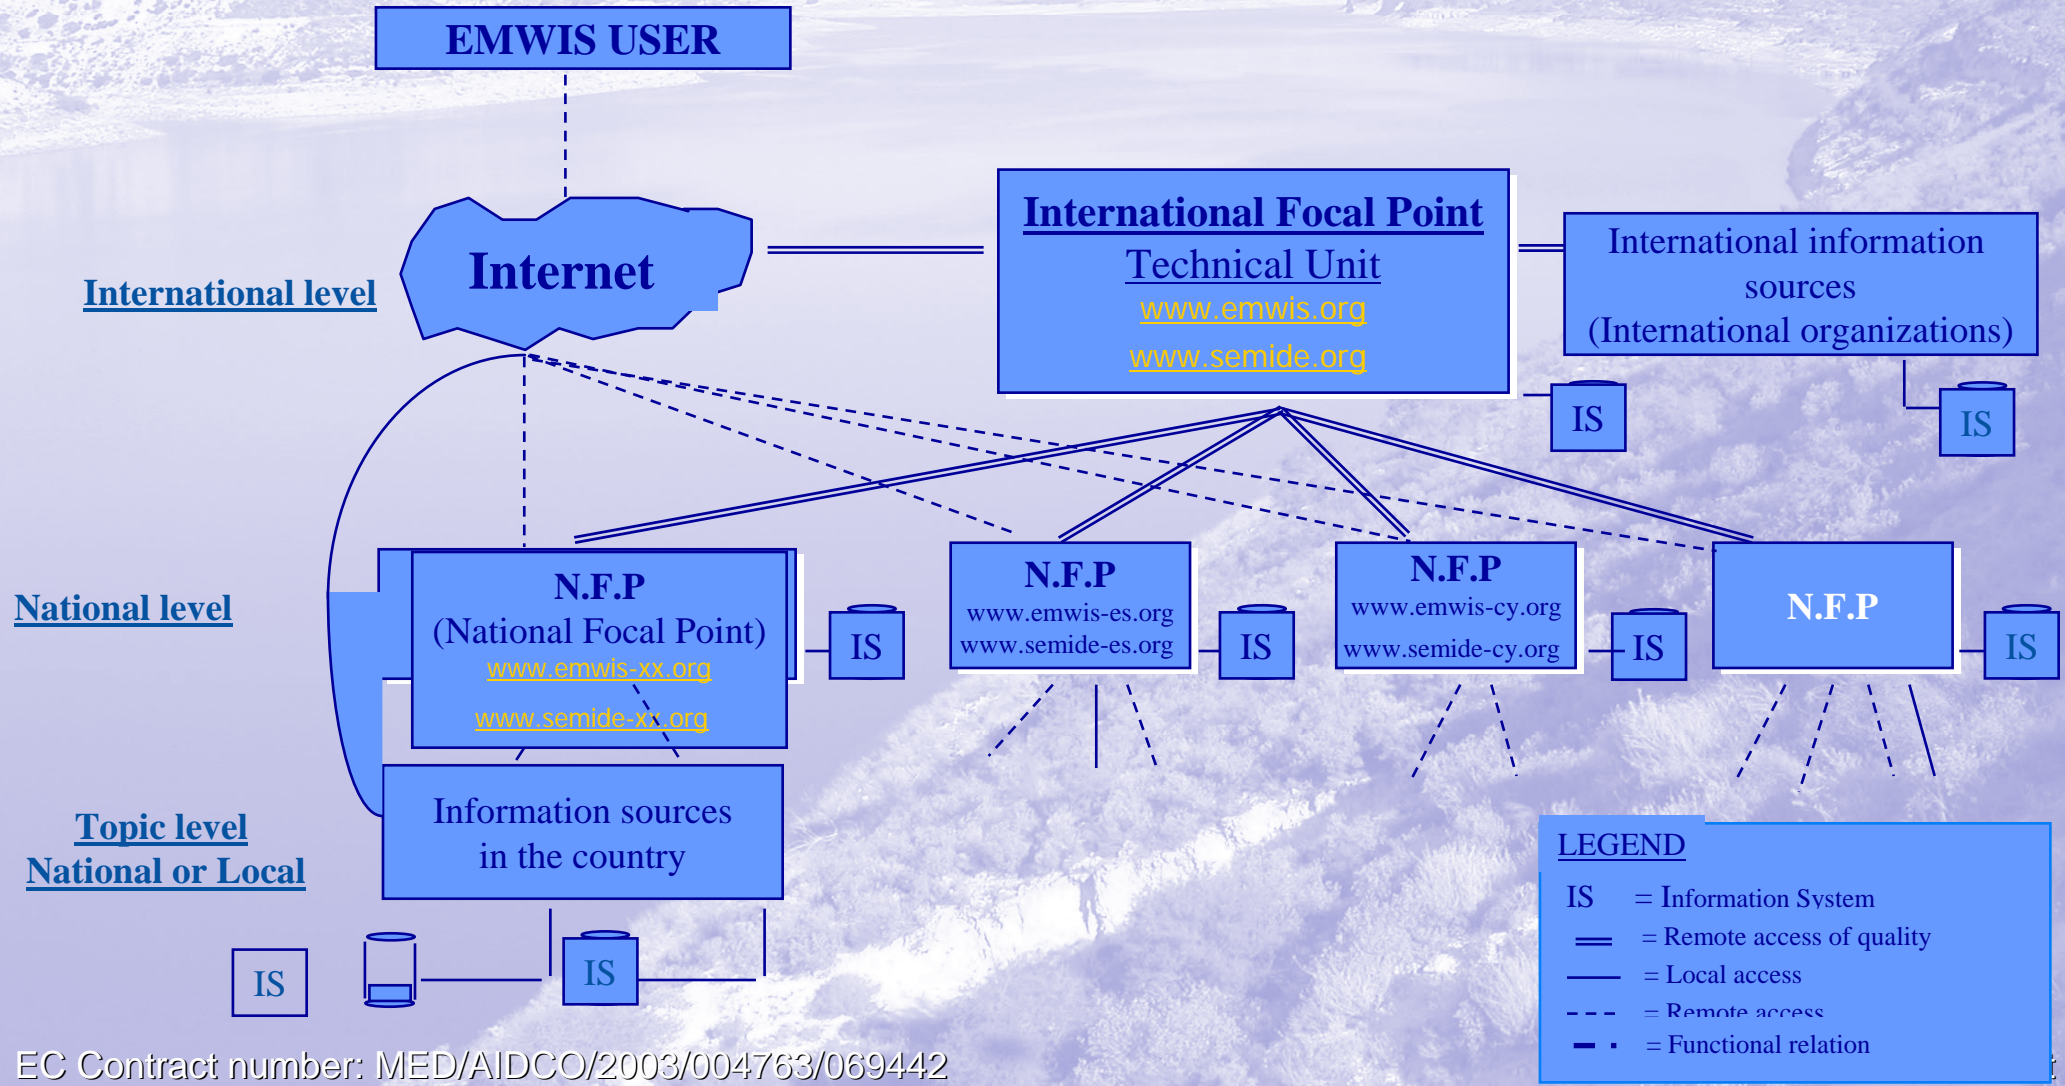 EMWIS USER
International Focal Point
Technical Unit
www.emwis.org
www.semide.org
International information
sources
(International organizations)
Internet
International level
IS
IS
National level
N.F.P
(National Focal Point)
www.emwis-xx.org
www.semide-xx.org
IS
N.F.P
www.emwis-es.org
www.semide-es.org
IS
N.F.P
www.emwis-cy.org
www.semide-cy.org
IS
N.F.P
IS
Topic level
National or Local
Information sources
in the country
IS
IS
LEGEND
IS = Information System
= Remote access of quality
= Local access
= Remote access
= Functional relation
EC Contract number: MED/AIDCO/2003/004763/069442